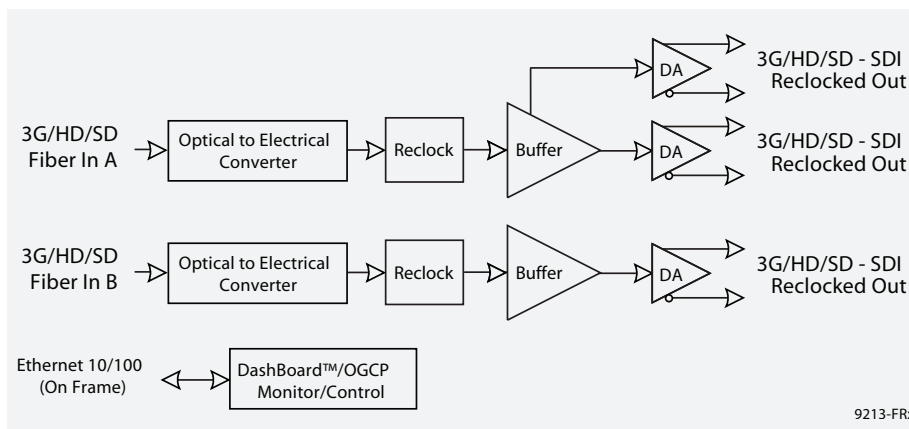 DA
3G/HD/SD - SDI
Reclocked Out
3G/HD/SD
Fiber In A
Optical to Electrical
Converter
Reclock
Buffer
DA
3G/HD/SD - SDI
Reclocked Out
3G/HD/SD
Fiber In B
Optical to Electrical
Converter
Reclock
Buffer
DA
3G/HD/SD - SDI
Reclocked Out
Ethernet 10/100
(On Frame)
DashBoard™/OGCP
Monitor/Control